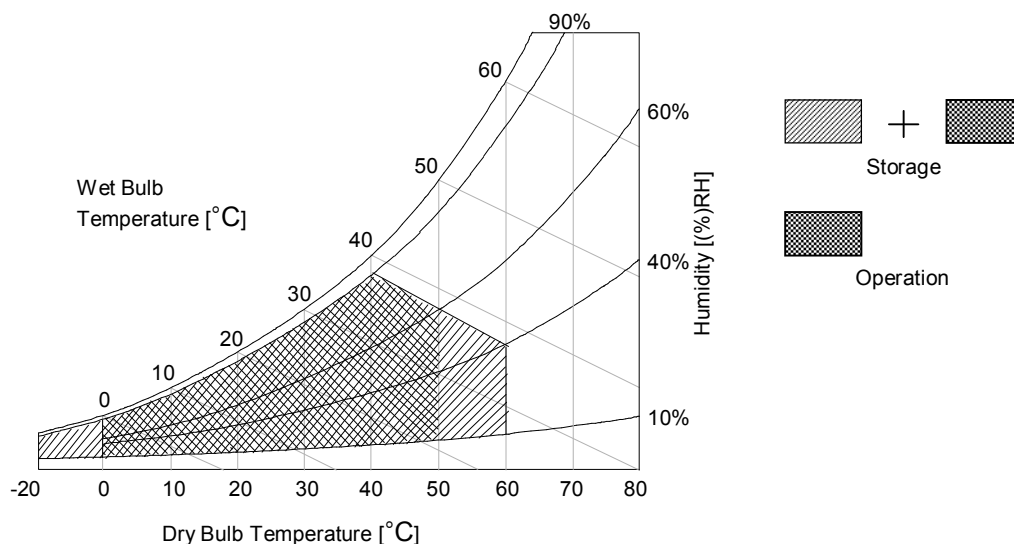 90%
60
60%
50
Wet Bulb
Temperature [°C]
40
40%
30
20
10
0
10%
Humidity [(%)RH]
-20 0 10 20 30 40 50 60 70 80
Dry Bulb Temperature [°C]
+
Storage
Operation